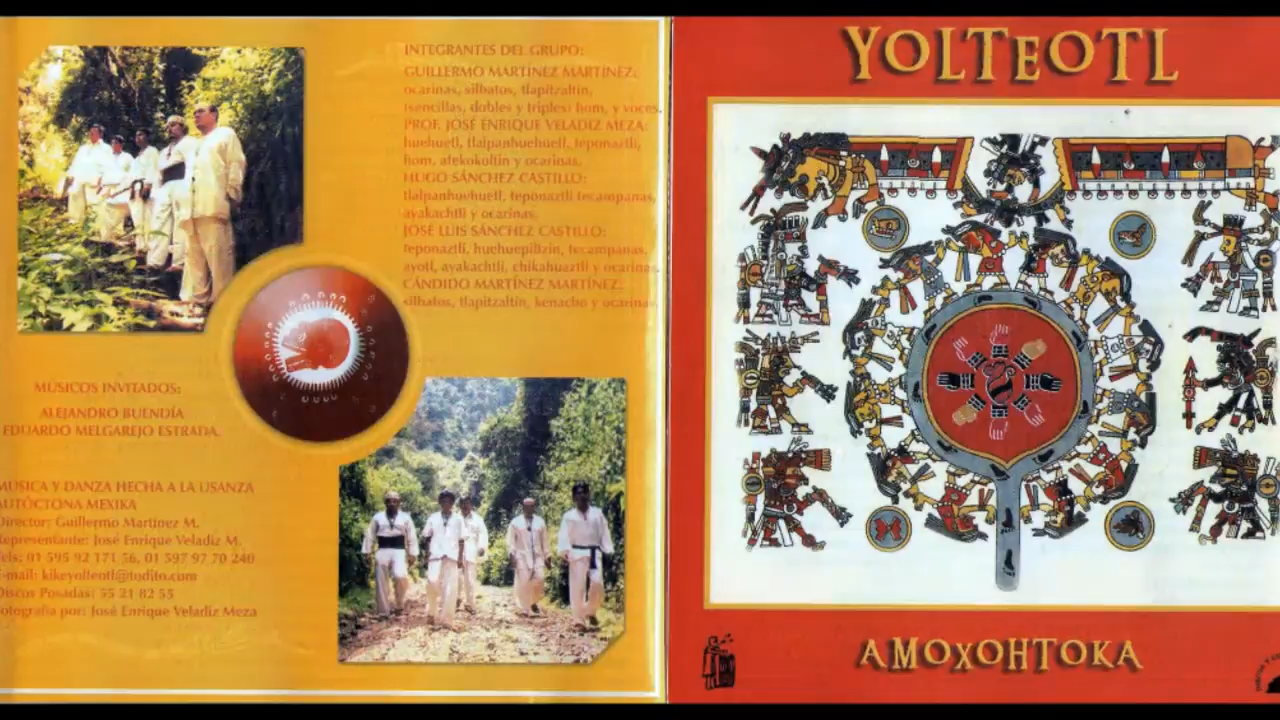 INTEGRANTES DEL GRUPO:
GUILLERMO MARTÍNEZ MARTÍNEZ:
ocarinas, silbatos, tlapitzaltin,
(sencillas, dobles y triples) hom, y voces.
PROF. JOSÉ ENRIQUE VELADIZ MEZA:
huehuetl, tlalpanhuehuetl, teponaztli,
hom, atekokoltin y ocarinas.
HUGO SÁNCHEZ CASTILLO:
tlalpanhuehuetl, teponaztli tecampanas,
ayakachtli y ocarinas.
JOSÉ LUIS SÁNCHEZ CASTILLO:
teponaztli, huehuepiltzin, tecampanas,
ayotl, ayakachtli, chikahuaztli y ocarinas.
CÁNDIDO MARTÍNEZ MARTÍNEZ:
silbatos, tlapitzaltin, kenacho y ocarinas.
MÚSICOS INVITADOS:
ALEJANDRO BUENDÍA
EDUARDO MELGAREJO ESTRADA.
MUSICA Y DANZA HECHA A LA USANZA
AUTÓCTONA MEXIKA
Director: Guillermo Martínez M.
Representante: José Enrique Veladiz M.
Tels: 01 595 92 171 56, 01 597 97 70 240
E-mail: kikeyolteotl@todito.com
Discos Posadas: 55 21 82 53
Fotografía por: José Enrique Veladiz Meza
YOLTEOTL
AMOXOHTOKA